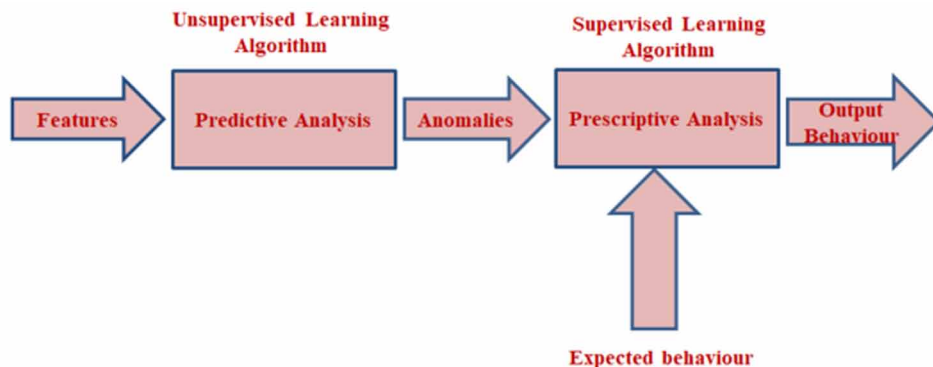 Unsupervised Learning
Algorithm
Supervised Learning
Algorithm
Features
Predictive Analysis
Anomalies
Prescriptive Analysis
Output
Behaviour
Expected behaviour